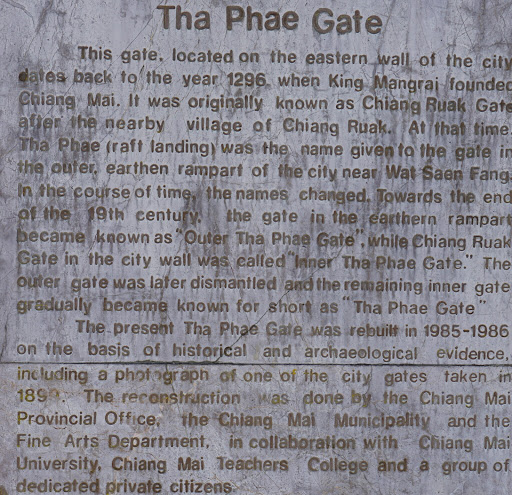 Tha Phae Gate
This gate, located on the eastern wall of the city
dates back to the year 1296, when King Mangrai founded
Chiang Mai. It was originally known as Chiang Ruak Gate
after the nearby village of Chiang Ruak. At that time,
Tha Phae (raft landing) was the name given to the gate in
the outer, earthen rampart of the city near Wat Saen Fang.
In the course of time, the names changed. Towards the end
of the 19th century, the gate in the earthern rampart
became known as "Outer Tha Phae Gate", while Chiang Ruak
Gate in the city wall was called "Inner Tha Phae Gate." The
outer gate was later dismantled and the remaining inner gate
gradually became known for short as "Tha Phae Gate"
The present Tha Phae Gate was rebuilt in 1985-1986
on the basis of historical and archaeological evidence,
including a photograph of one of the city gates taken in
1899. The reconstruction was done by the Chiang Mai
Provincial Office, the Chiang Mai Municipality and the
Fine Arts Department, in collaboration with Chiang Mai
University, Chiang Mai Teachers College and a group of
dedicated private citizens.